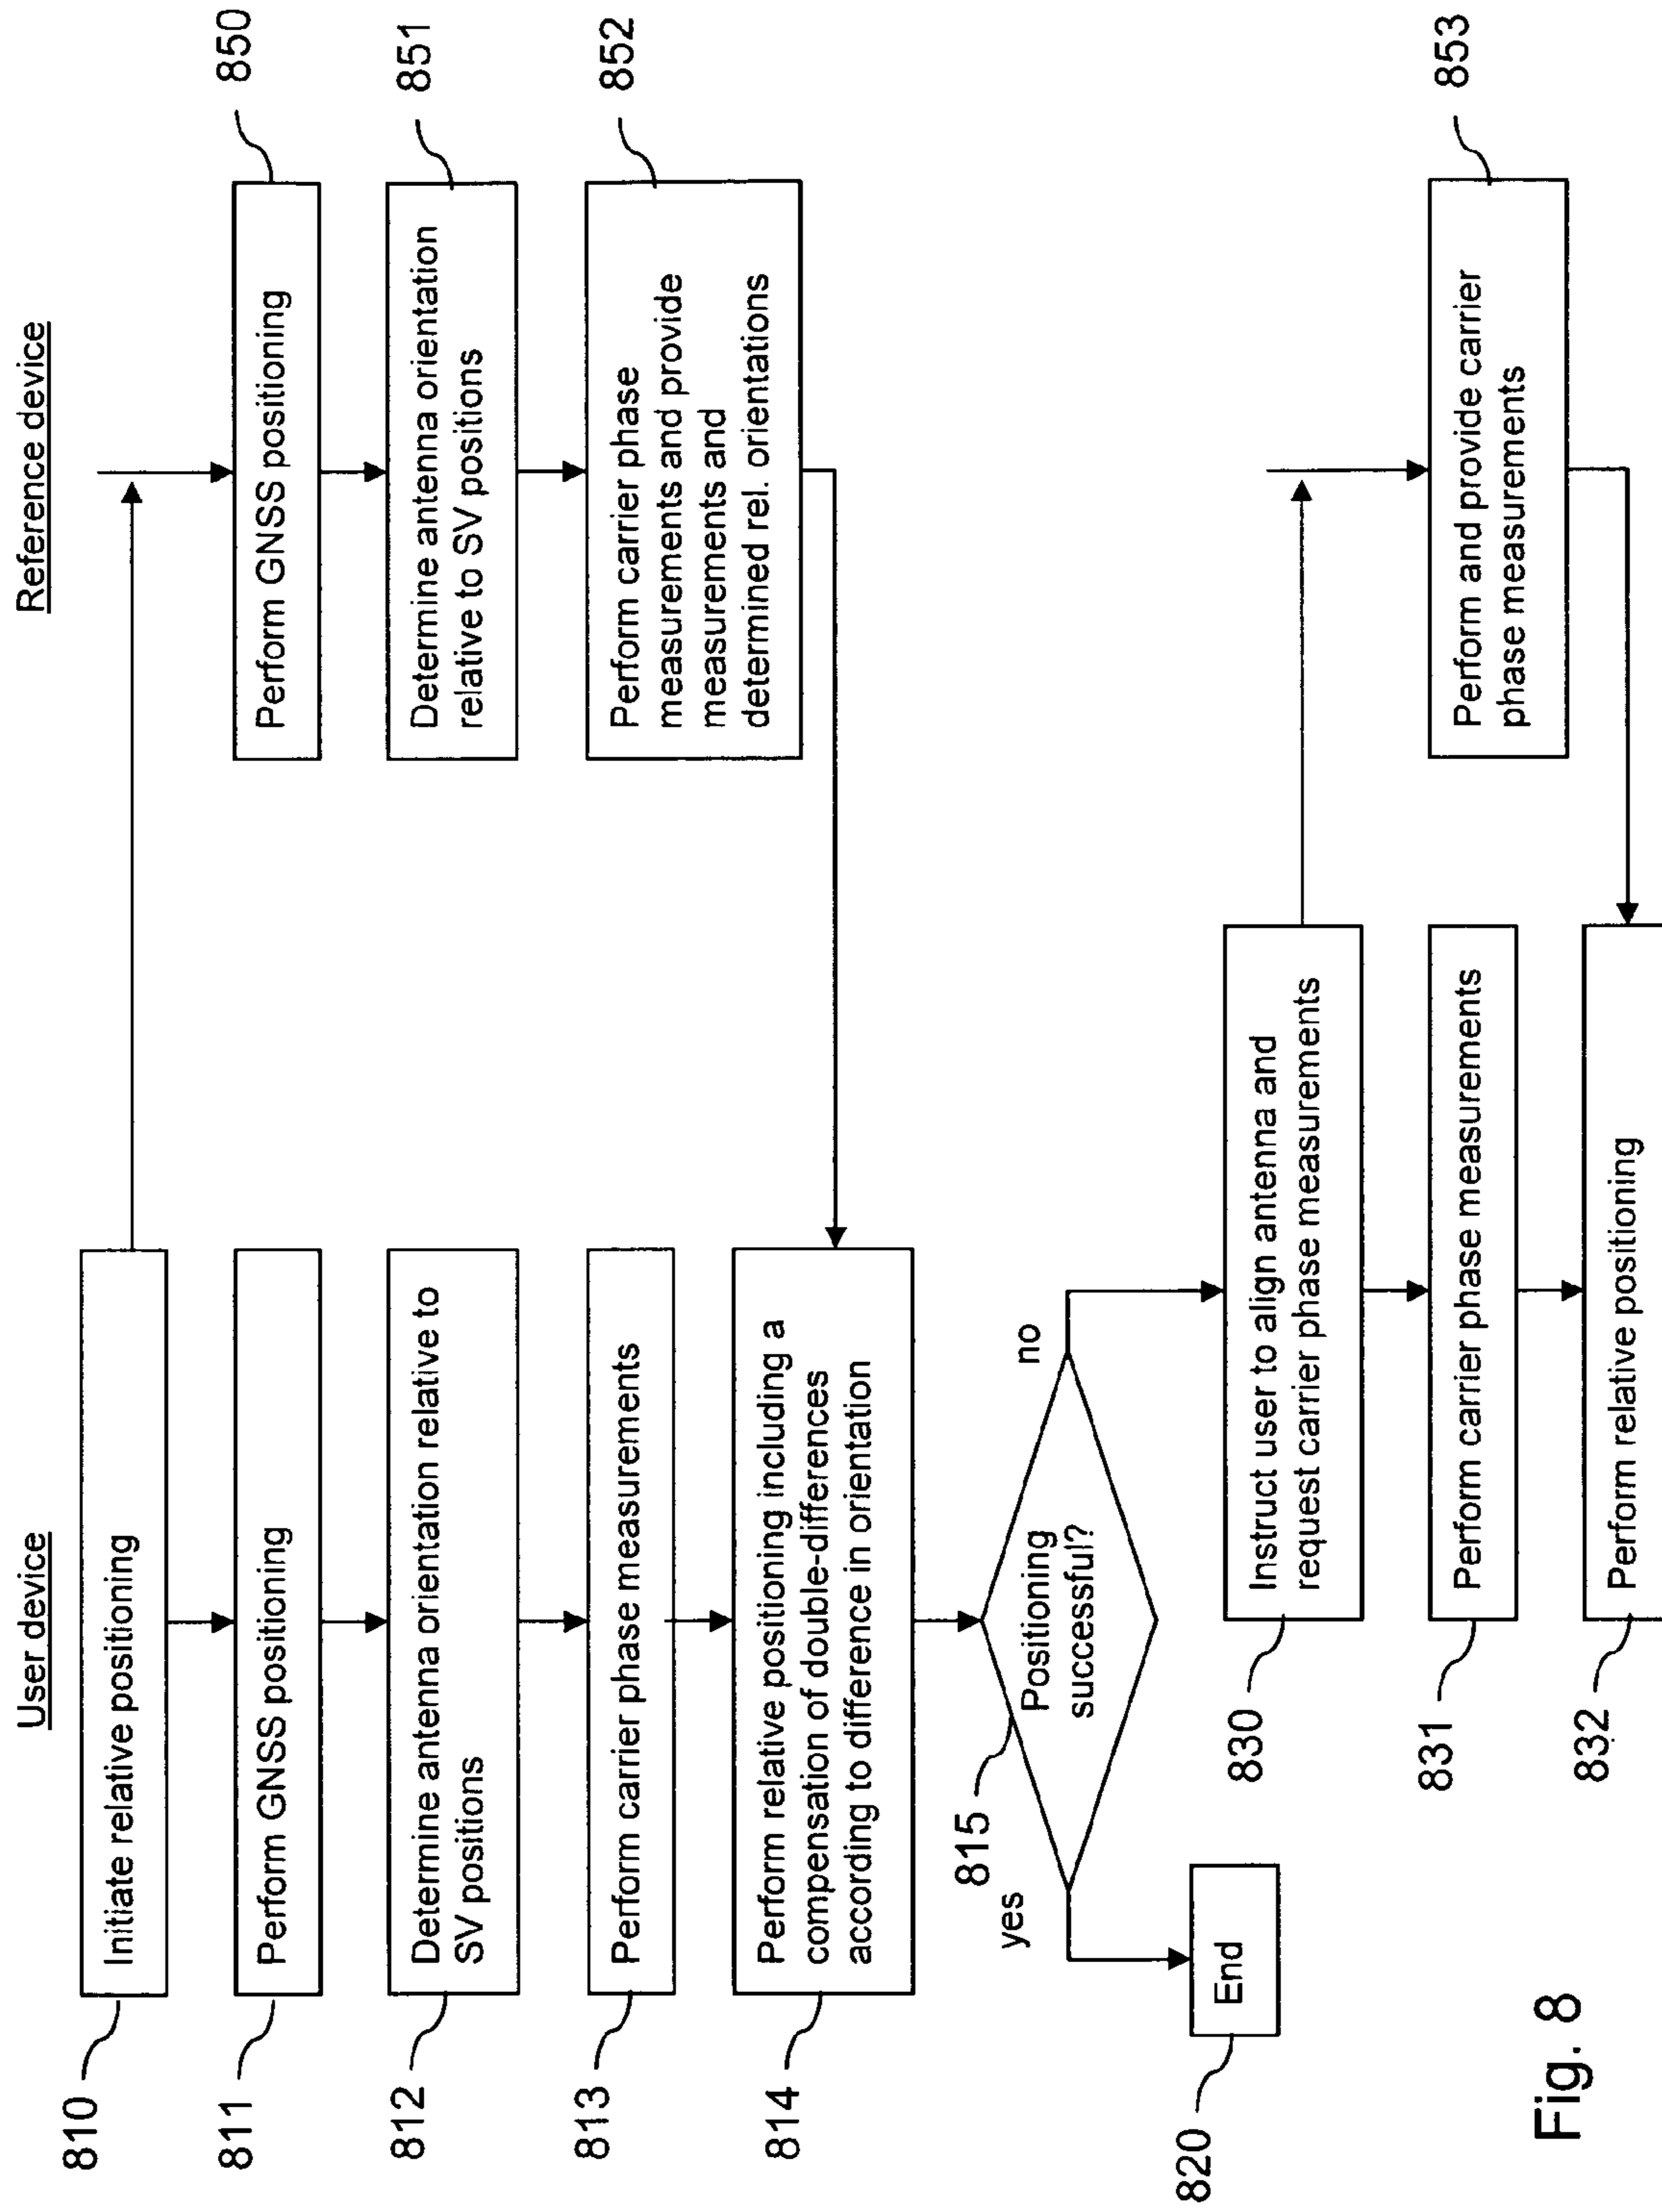 User device
Reference device
810
Initiate relative positioning
811
Perform GNSS positioning
850
Perform GNSS positioning
812
Determine antenna orientation relative to
SV positions
851
Determine antenna orientation
relative to SV positions
813
Perform carrier phase measurements
852
Perform carrier phase
measurements and provide
measurements and
determined rel. orientations
814
Perform relative positioning including a
compensation of double-differences
according to difference in orientation
815
Positioning
successful?
yes
no
820
End
830
Instruct user to align antenna and
request carrier phase measurements
831
Perform carrier phase measurements
853
Perform and provide carrier
phase measurements
832
Perform relative positioning
Fig. 8